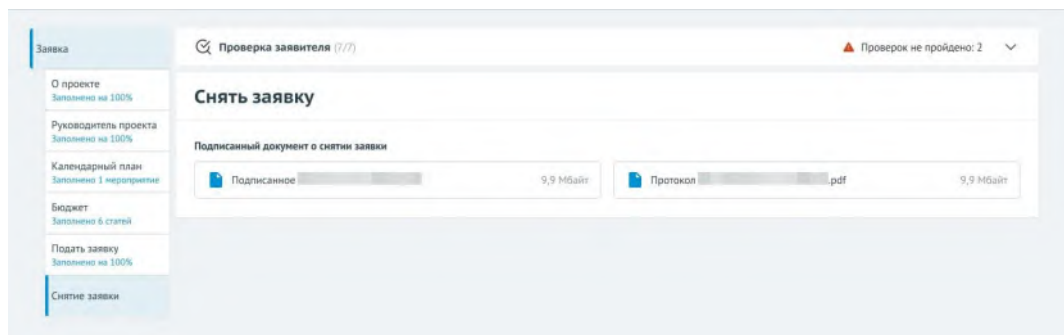 Заявка
О проекте
Заполнено на 100%
Руководитель проекта
Заполнено на 100%
Календарный план
Заполнено 1 мероприятие
Бюджет
Заполнено 6 статей
Подать заявку
Заполнено на 100%
Снятие заявки
Проверка заявителя (7/7)
Проверок не пройдено: 2
Снять заявку
Подписанный документ о снятии заявки
Подписанное 9,9 Мбайт
Протокол .pdf 9,9 Мбайт